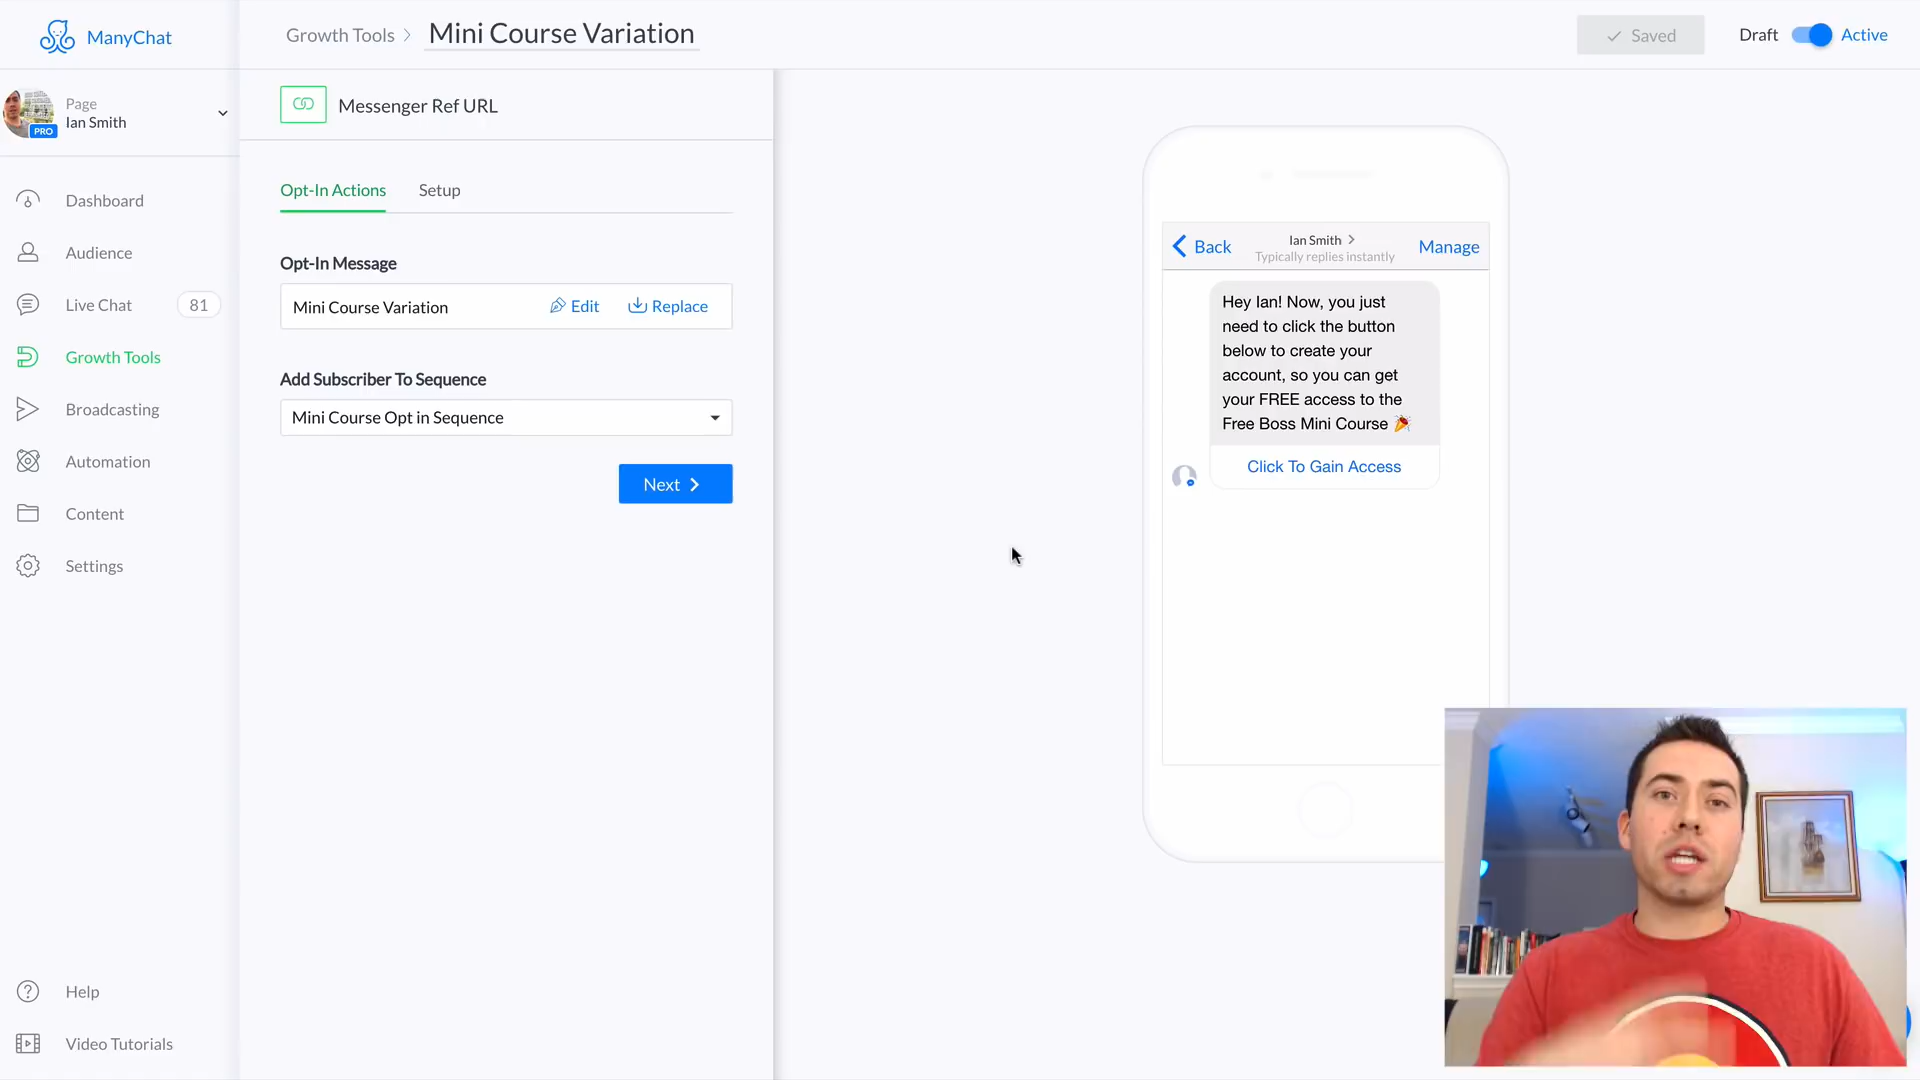 ManyChat
Growth Tools
Mini Course Variation
Saved
Draft
Active
Page
Ian Smith
PRO
Dashboard
Audience
Live Chat
81
Growth Tools
Broadcasting
Automation
Content
Settings
Help
Video Tutorials
Messenger Ref URL
Opt-In Actions
Setup
Opt-In Message
Mini Course Variation
Edit
Replace
Add Subscriber To Sequence
Mini Course Opt in Sequence
Next
Back
Ian Smith
Typically replies instantly
Manage
Hey Ian! Now, you just
need to click the button
below to create your
account, so you can get
your FREE access to the
Free Boss Mini Course 🎉
Click To Gain Access